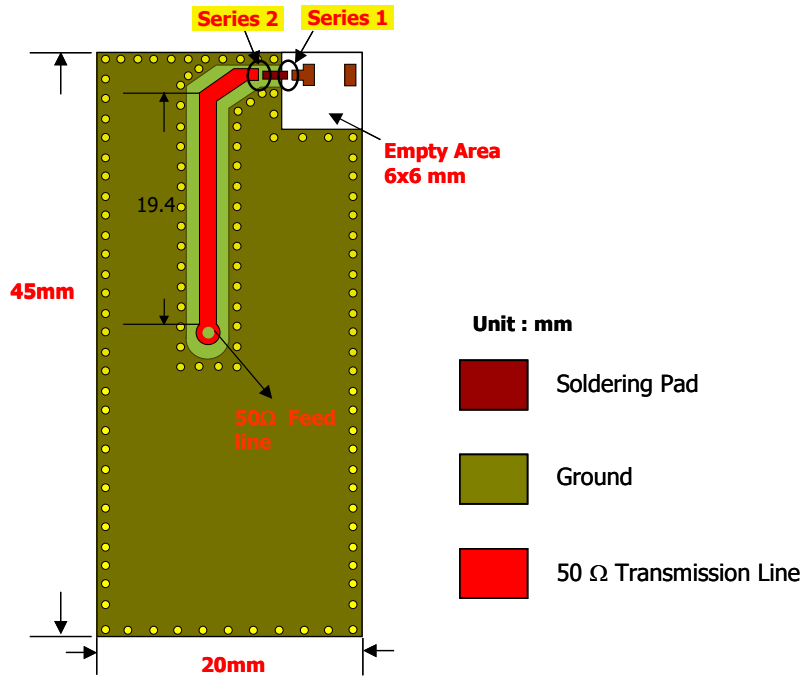 Series 2
Series 1
Empty Area
6x6 mm
19.4
45mm
Unit : mm
Soldering Pad
50Ω Feed
line
Ground
50 Ω Transmission Line
20mm